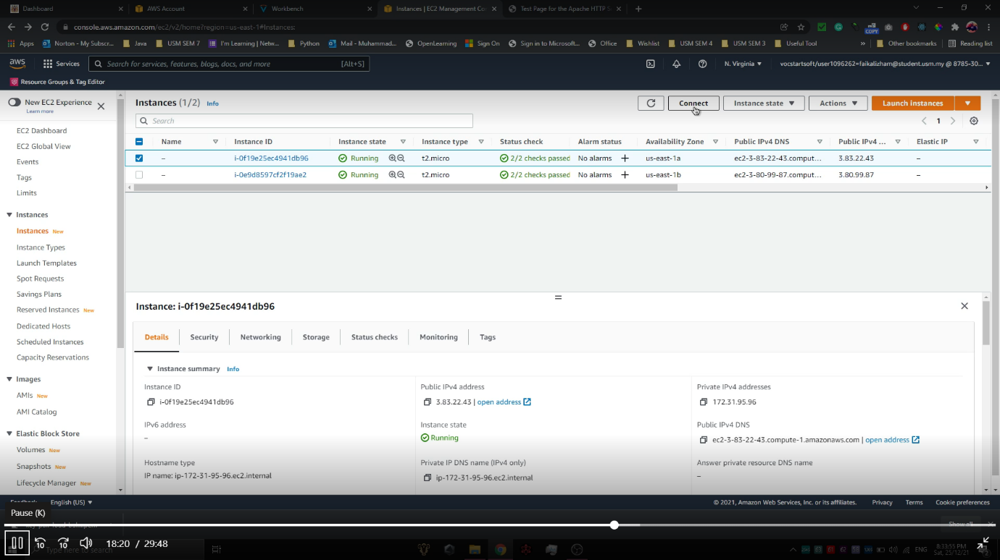 Dashboard
AWS Account
Workbench
Instances | EC2 Management Co
Test Page for the Apache HTTP S
console.aws.amazon.com/ec2/v2/home?region=us-east-1#Instances:
COPY
Apps
Norton - My Subscr...
Java
USM SEM 7
I'm Learning | Netw...
Python
Mail - Muhammad...
OpenLearning
Sign On
Sign in to Microsoft...
Office
Wishlist
USM SEM 4
USM SEM 3
Useful Tool
»
Other bookmarks
Reading list
aws
Services
Search for services, features, blogs, docs, and more
[Alt+S]
N. Virginia
vocstartsoft/user1096262=faikalizham@student.usm.my @ 8785-30...
Resource Groups & Tag Editor
New EC2 Experience
Learn more
EC2 Dashboard
EC2 Global View
Events
Tags
Limits
Instances
Instances New
Instance Types
Launch Templates
Spot Requests
Savings Plans
Reserved Instances New
Dedicated Hosts
Scheduled Instances
Capacity Reservations
Images
AMIs New
AMI Catalog
Elastic Block Store
Volumes New
Snapshots New
Lifecycle Manager New
Instances (1/2) Info
Connect
Instance state
Actions
Launch instances
Search
1
Name Instance ID Instance state Instance type Status check Alarm status Availability Zone Public IPv4 DNS Public IPv4 ... Elastic IP
– i-0f19e25ec4941db96 Running t2.micro 2/2 checks passed No alarms + us-east-1a ec2-3-83-22-43.comput... 3.83.22.43 –
– i-0e9d8597cf2f19ae2 Running t2.micro 2/2 checks passed No alarms + us-east-1b ec2-3-80-99-87.comput... 3.80.99.87 –
Instance: i-0f19e25ec4941db96
Details
Security
Networking
Storage
Status checks
Monitoring
Tags
Instance summary Info
Instance ID
i-0f19e25ec4941db96
Public IPv4 address
3.83.22.43 | open address
Private IPv4 addresses
172.31.95.96
IPv6 address
–
Instance state
Running
Public IPv4 DNS
ec2-3-83-22-43.compute-1.amazonaws.com | open address
Hostname type
IP name: ip-172-31-95-96.ec2.internal
Private IP DNS name (IPv4 only)
ip-172-31-95-96.ec2.internal
Answer private resource DNS name
–
Feedback
English (US)
© 2021, Amazon Web Services, Inc. or its affiliates.
Privacy
Terms
Cookie preferences
Pause (K)
Show all
10
10
18:20 / 29:48
Type here to search
ENG
8:33:55 PM
Sat, 25/12/21